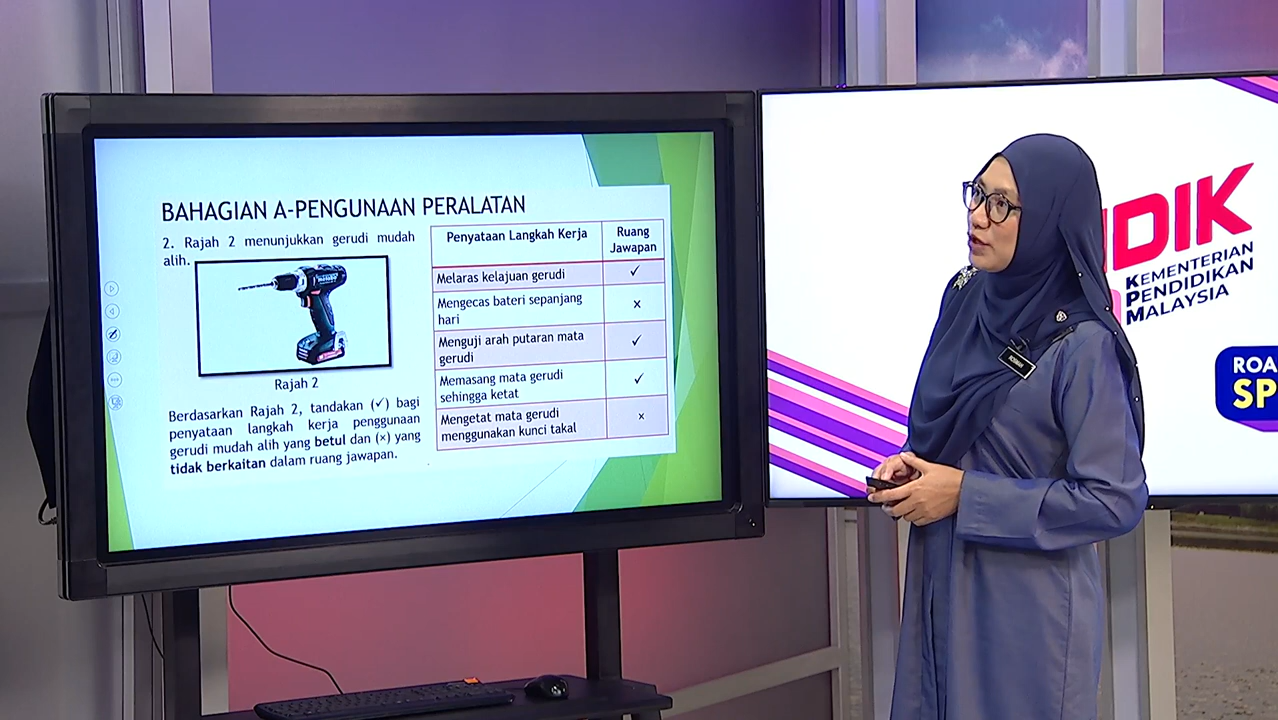 BAHAGIAN A-PENGUNAAN PERALATAN
2. Rajah 2 menunjukkan gerudi mudah
alih.
Rajah 2
Berdasarkan Rajah 2, tandakan (✓) bagi
penyataan langkah kerja penggunaan
gerudi mudah alih yang betul dan (×) yang
tidak berkaitan dalam ruang jawapan.
Penyataan Langkah Kerja
Ruang
Jawapan
Melaras kelajuan gerudi ✓
Mengecas bateri sepanjang
hari ×
Menguji arah putaran mata
gerudi ✓
Memasang mata gerudi
sehingga ketat ✓
Mengetat mata gerudi
menggunakan kunci takal ×
DIK
KEMENTERIAN
PENDIDIKAN
MALAYSIA
ROA
SP